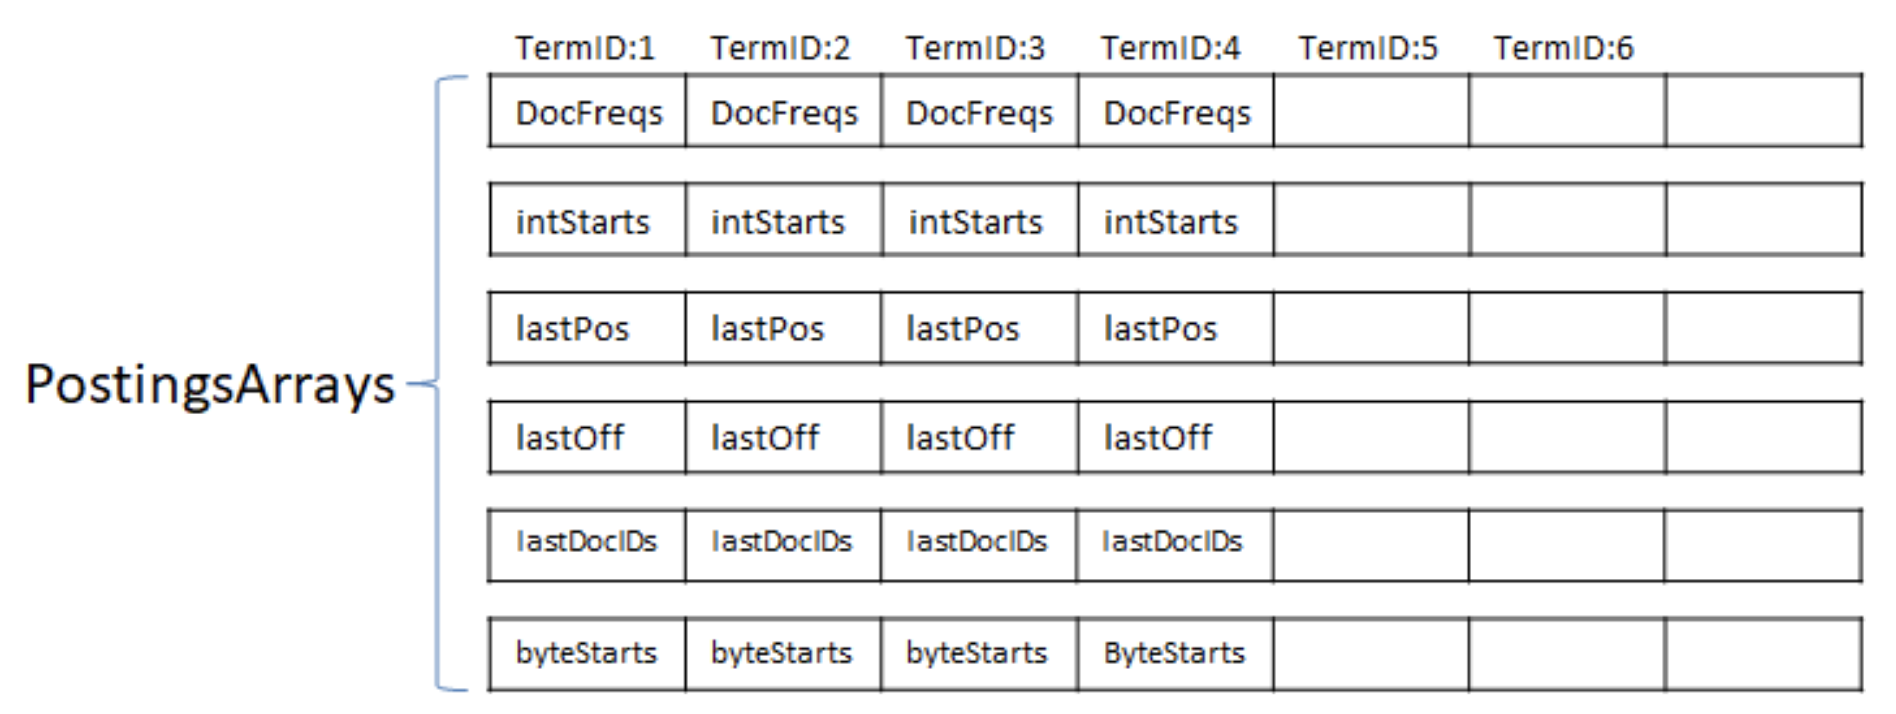 TermID:1 TermID:2 TermID:3 TermID:4 TermID:5 TermID:6
DocFreqs DocFreqs DocFreqs DocFreqs
intStarts intStarts intStarts intStarts
lastPos lastPos lastPos lastPos
PostingsArrays
lastOff lastOff lastOff lastOff
lastDocIDs lastDocIDs lastDocIDs lastDocIDs
byteStarts byteStarts byteStarts ByteStarts